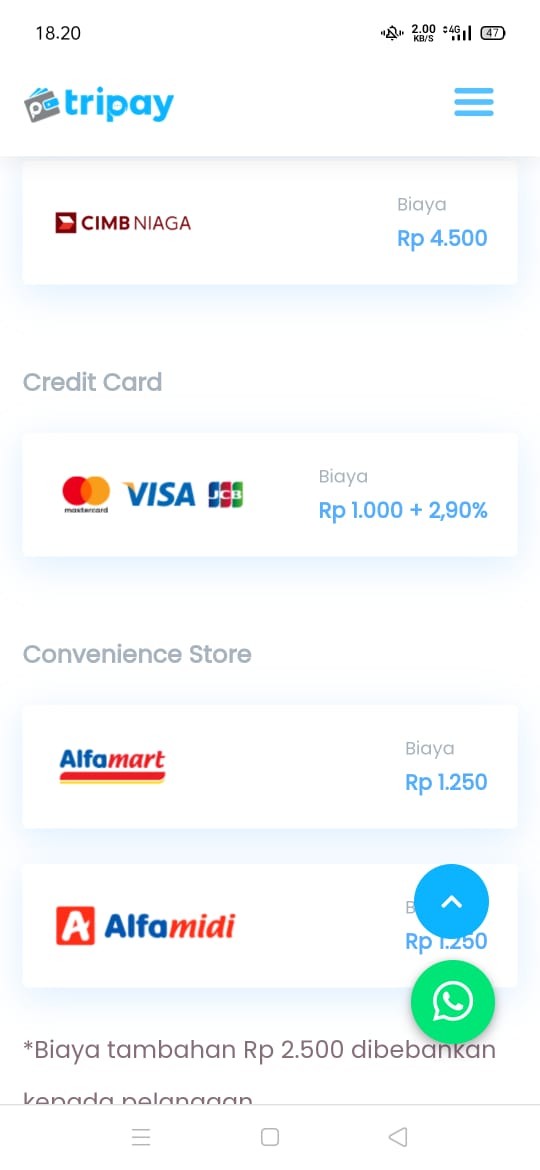 18.20
2.00
KB/S
4G
47
tripay
CIMB NIAGA
Biaya
Rp 4.500
Credit Card
mastercard
VISA
JCB
Biaya
Rp 1.000 + 2,90%
Convenience Store
Alfamart
Biaya
Rp 1.250
Alfamidi
Rp 1.250
*Biaya tambahan Rp 2.500 dibebankan
kepada pelanggan